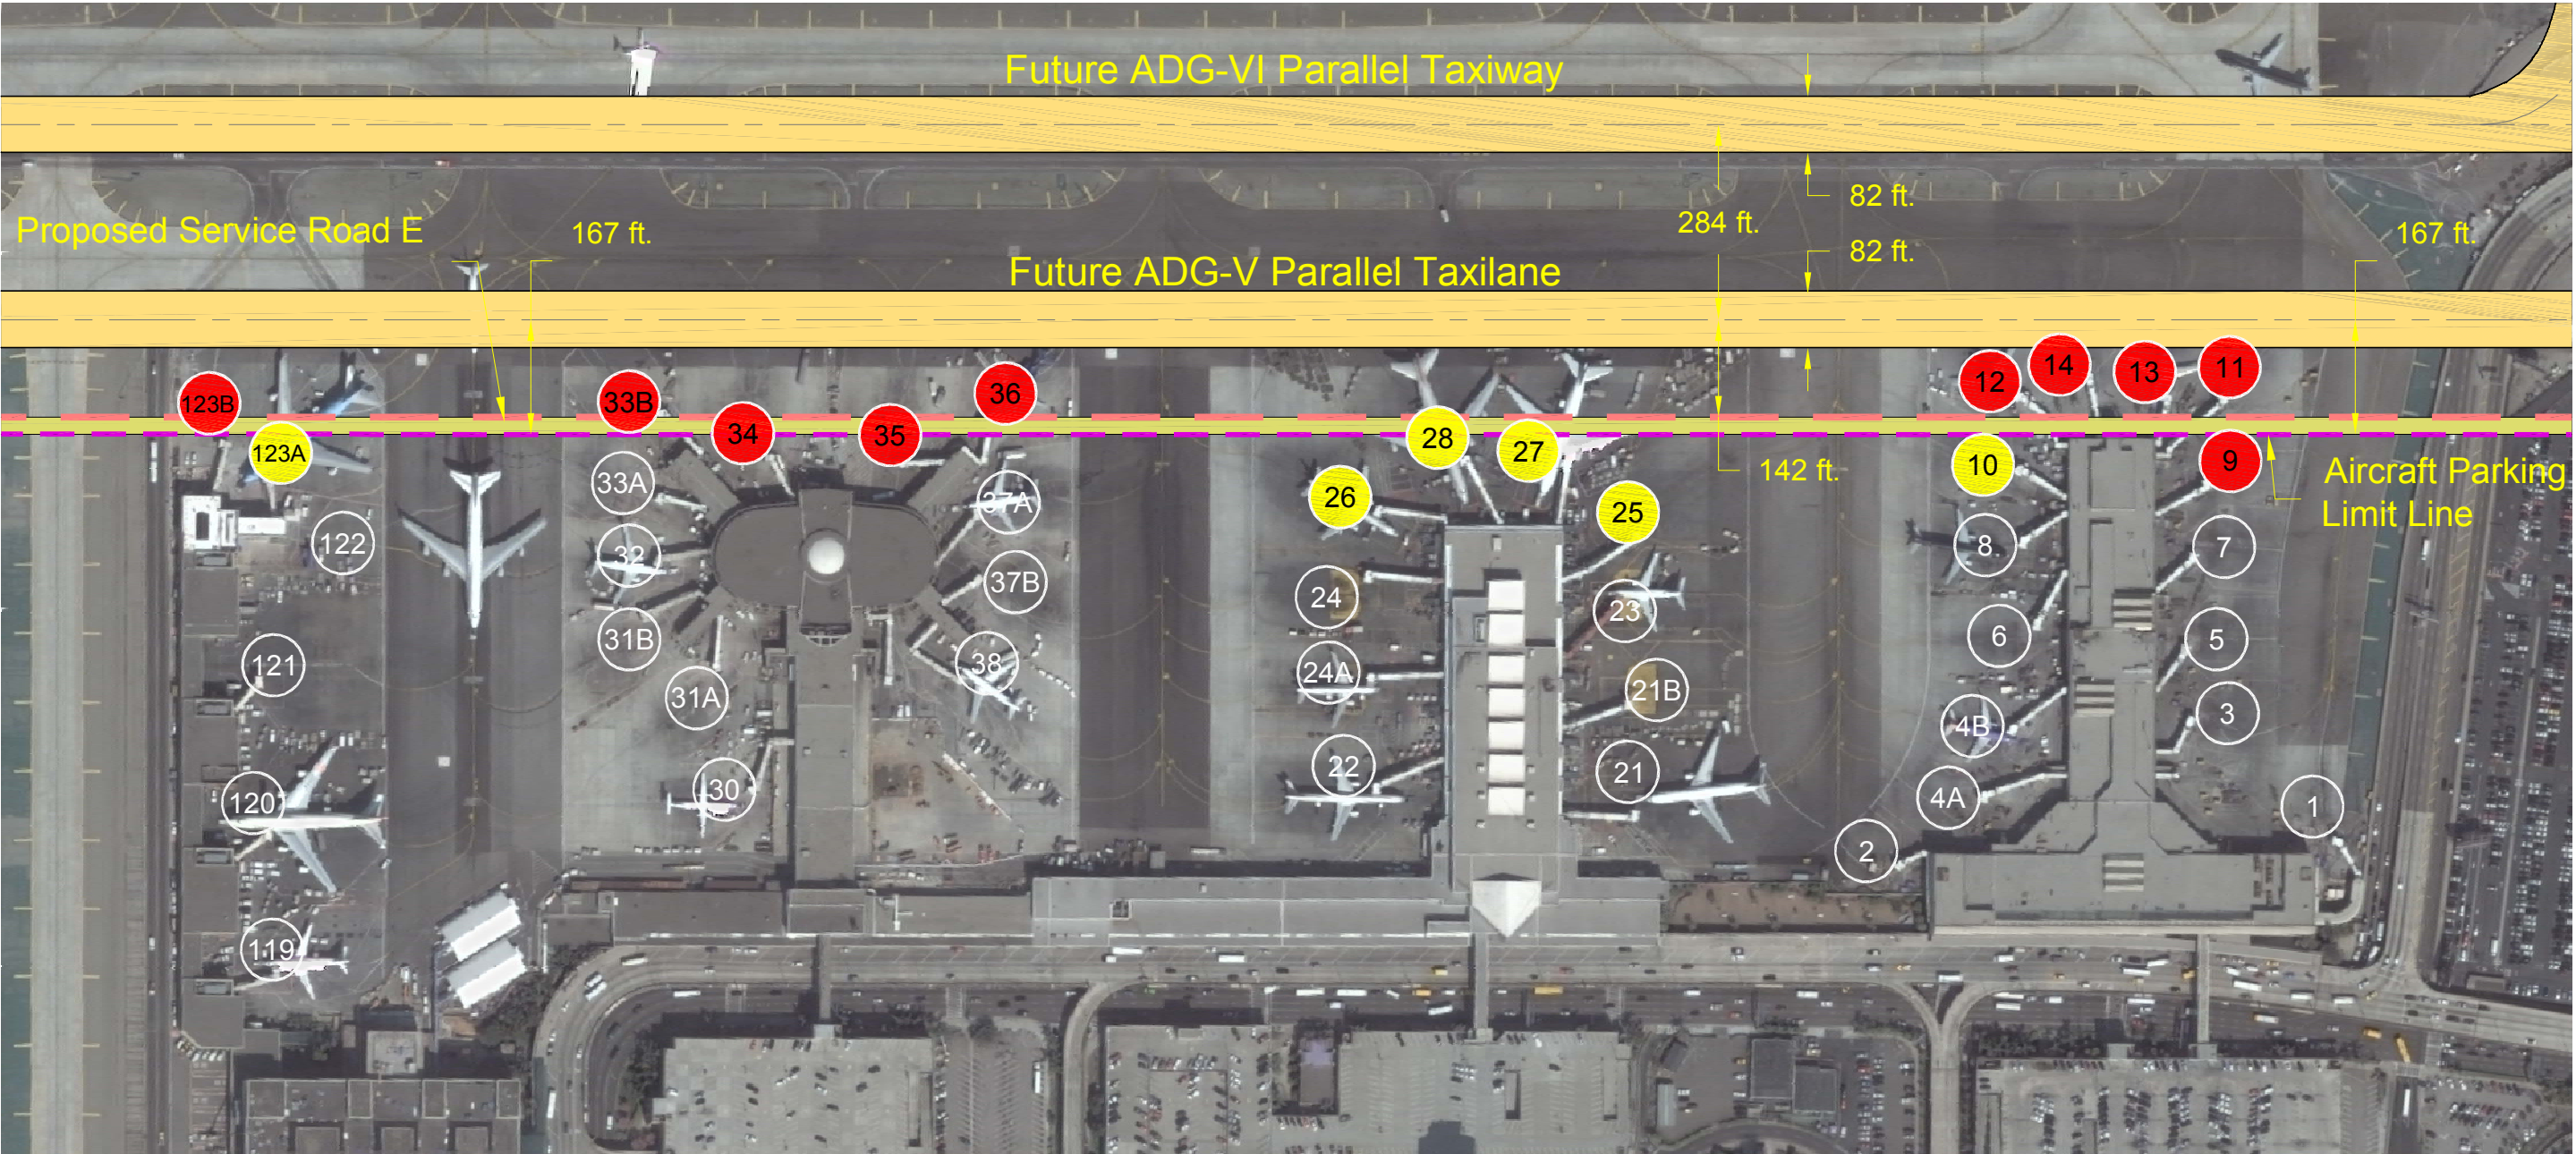 Future ADG-VI Parallel Taxiway
82 ft.
Proposed Service Road E
167 ft.
284 ft.
167 ft.
82 ft.
Future ADG-V Parallel Taxilane
12
14
13
11
123B
33B
36
34
35
28
27
123A
10
9
Aircraft Parking
Limit Line
142 ft.
33A
37A
26
25
122
32
37B
24
23
8
7
31B
6
5
121
38
24A
21B
31A
4B
3
120
30
22
21
4A
1
2
119